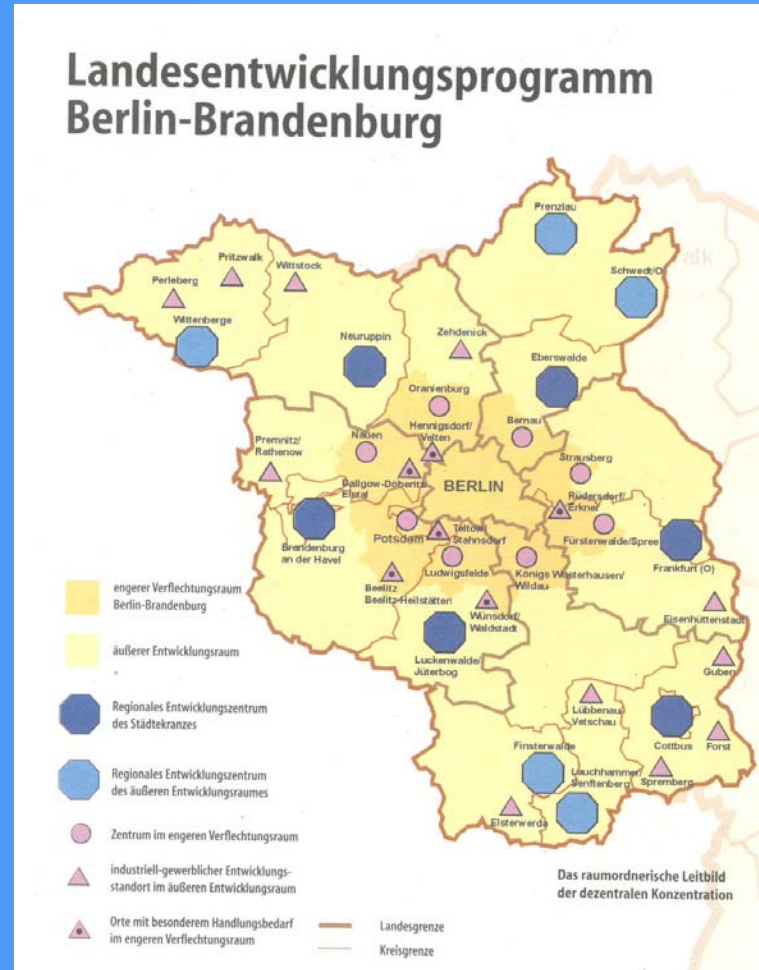 Landesentwicklungsprogramm
Berlin-Brandenburg
Prenzlau
Schwedt/O
Pritzwalk
Wittstock
Perleberg
Wittenberge
Neuruppin
Zehdenick
Eberswalde
Oranienburg
Hennigsdorf/
Velten
Bernau
Premnitz/
Rathenow
Nauen
Strausberg
Dallgow-Döberitz/
Elstal
BERLIN
Rüdersdorf/
Erkner
Brandenburg
an der Havel
Potsdam
Teltow/
Stahnsdorf
Fürstenwalde/Spree
Frankfurt (O)
Ludwigsfelde
Königs Wusterhausen/
Wildau
Beelitz
Beelitz-Heilstätten
Wünsdorf/
Waldstadt
Eisenhüttenstadt
Luckenwalde/
Jüterbog
Guben
Lübbenau/
Vetschau
Cottbus
Forst
Finsterwalde
Lauchhammer/
Senftenberg
Spremberg
Elsterwerda
engerer Verflechtungsraum
Berlin-Brandenburg
äußerer Entwicklungsraum
Regionales Entwicklungszentrum
des Städtekranzes
Regionales Entwicklungszentrum
des äußeren Entwicklungsraumes
Zentrum im engeren Verflechtungsraum
industriell-gewerblicher Entwicklungs-
standort im äußeren Entwicklungsraum
Orte mit besonderem Handlungsbedarf
im engeren Verflechtungsraum
Landesgrenze
Kreisgrenze
Das raumordnerische Leitbild
der dezentralen Konzentration